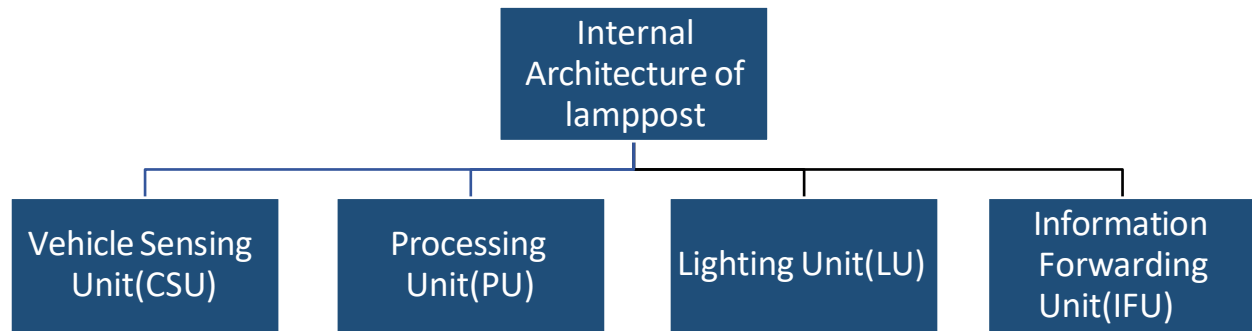 Internal
Architecture of
lamppost
Vehicle Sensing
Unit(CSU)
Processing
Unit(PU)
Lighting Unit(LU)
Information
Forwarding
Unit(IFU)